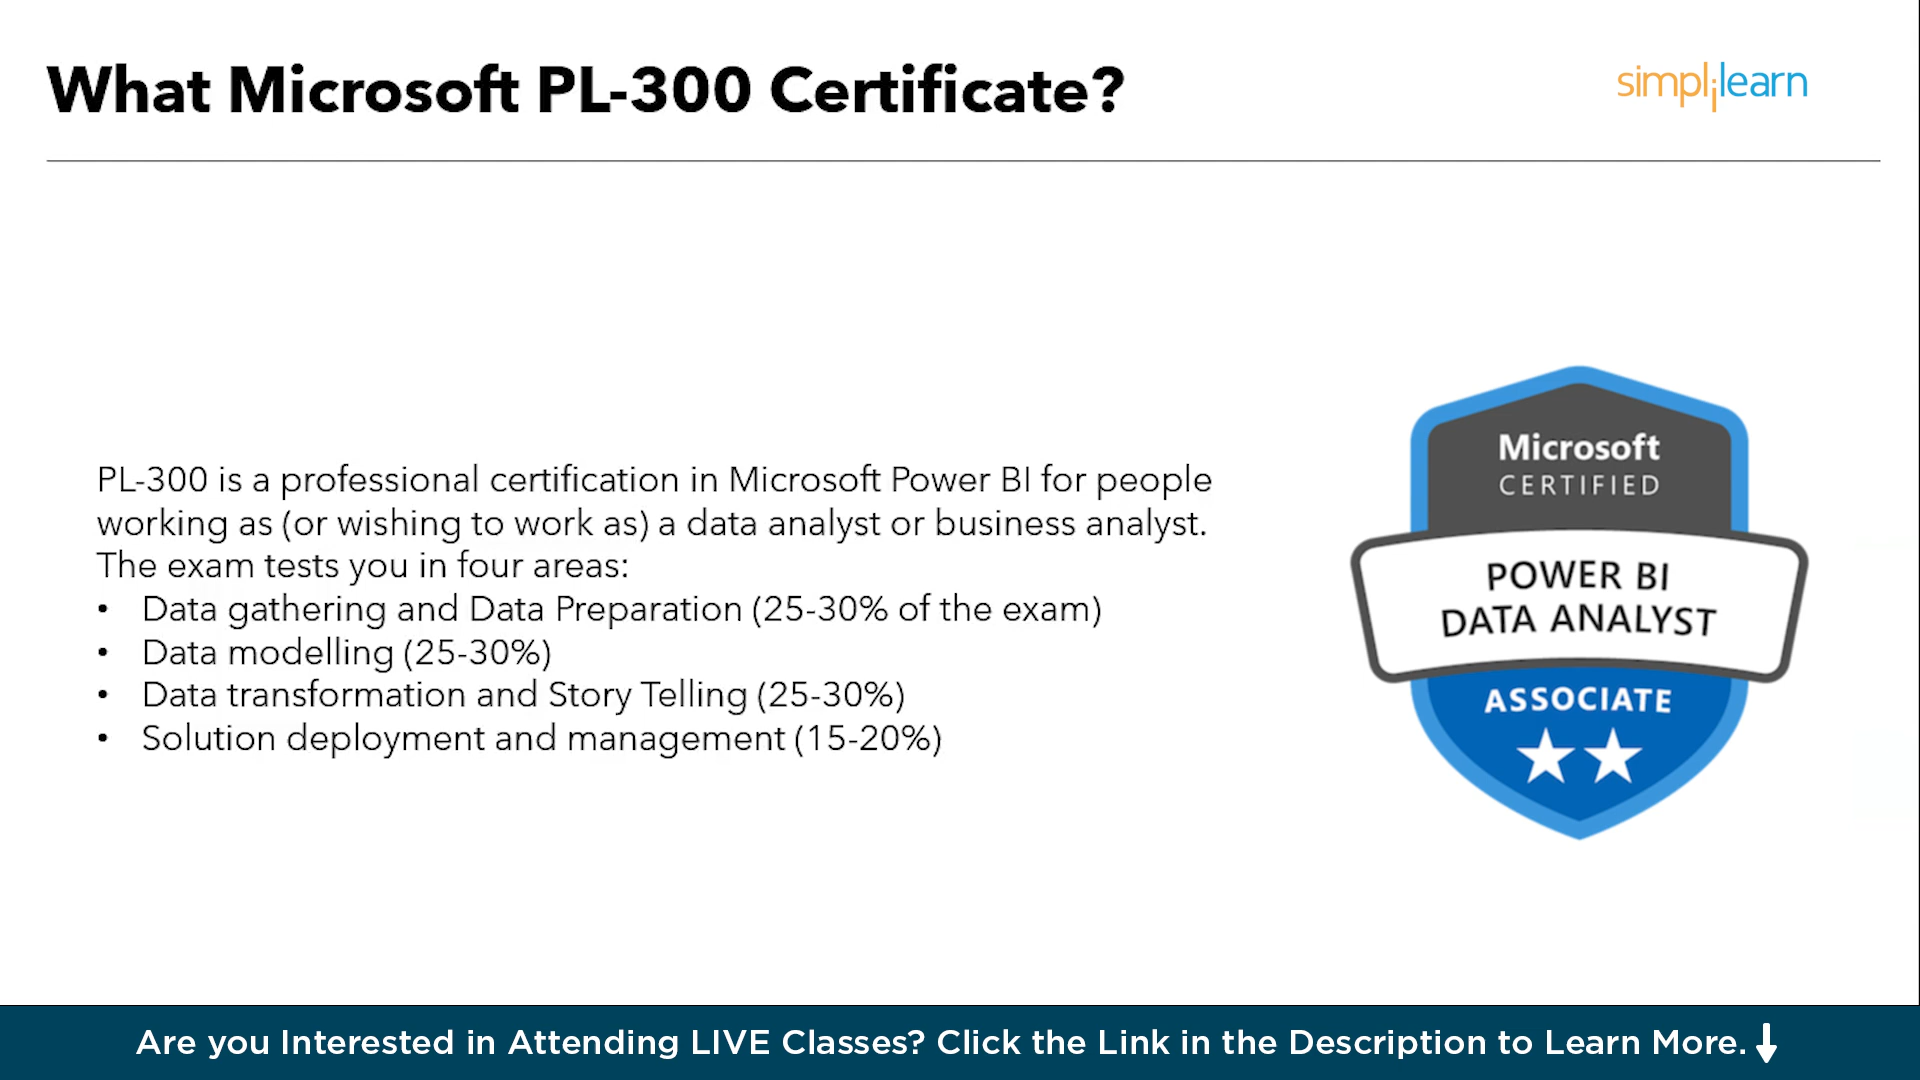 What Microsoft PL-300 Certificate?
simplilearn
PL-300 is a professional certification in Microsoft Power BI for people
working as (or wishing to work as) a data analyst or business analyst.
The exam tests you in four areas:
• Data gathering and Data Preparation (25-30% of the exam)
• Data modelling (25-30%)
• Data transformation and Story Telling (25-30%)
• Solution deployment and management (15-20%)
Microsoft
CERTIFIED
POWER BI
DATA ANALYST
ASSOCIATE
Are you Interested in Attending LIVE Classes? Click the Link in the Description to Learn More.